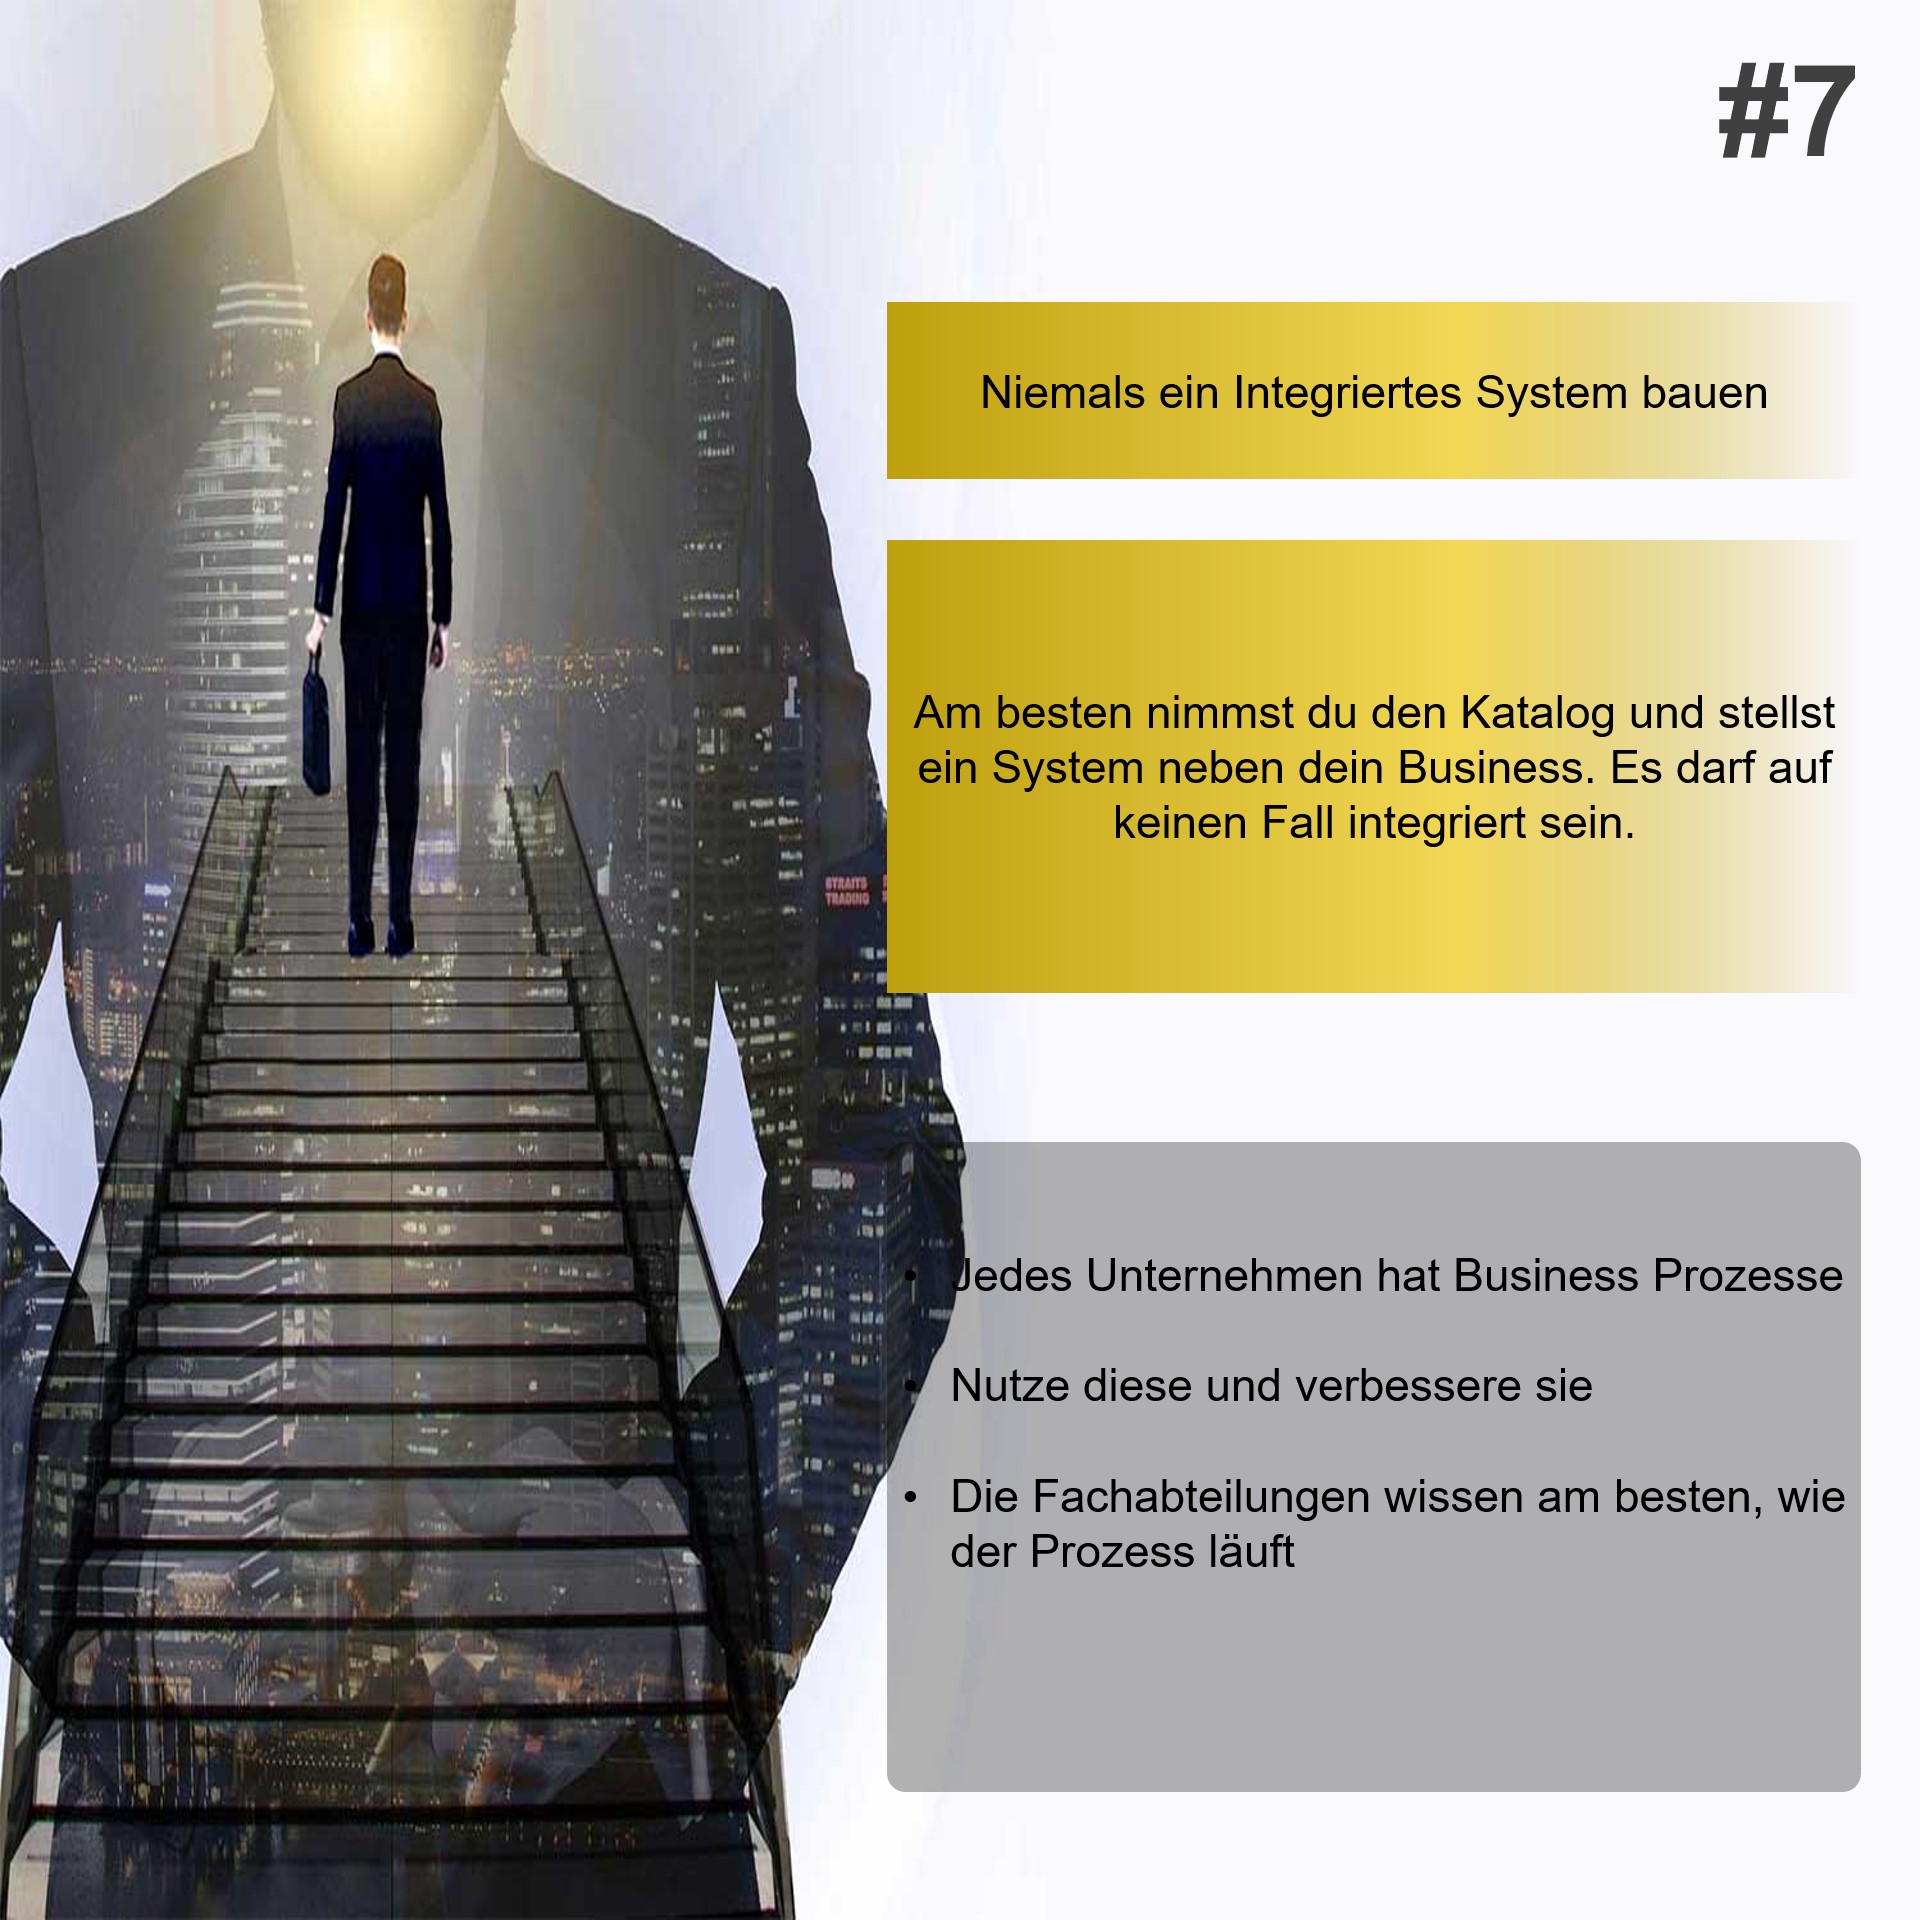 #7
Niemals ein Integriertes System bauen
Am besten nimmst du den Katalog und stellst
ein System neben dein Business. Es darf auf
keinen Fall integriert sein.
STRAITS
TRADING
• Jedes Unternehmen hat Business Prozesse
• Nutze diese und verbessere sie
• Die Fachabteilungen wissen am besten, wie
der Prozess läuft